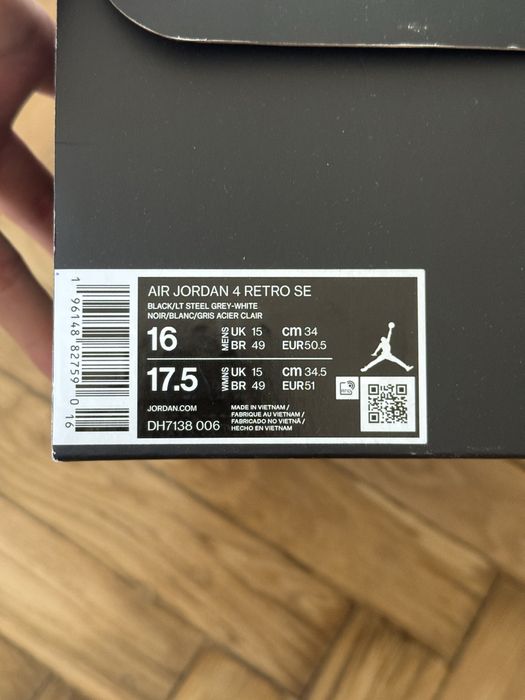 AIR JORDAN 4 RETRO SE
BLACK/LT STEEL GREY-WHITE
NOIR/BLANC/GRIS ACIER CLAIR
16 MENS UK 15 cm 34
BR 49 EUR 50.5
17.5 WMNS UK 15 cm 34.5
BR 49 EUR 51
JORDAN.COM
DH7138 006
MADE IN VIETNAM /
FABRIQUE AU VIETNAM /
FABRICADO NO VIETNÃ /
HECHO EN VIETNAM
1 96148 82759 0 16